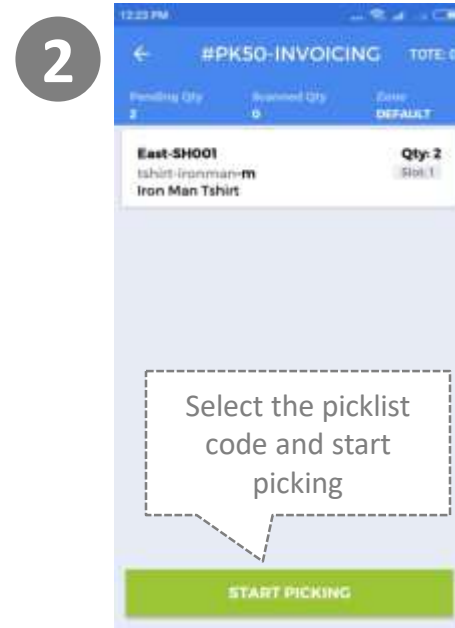 2
12:23 PM
#PK50-INVOICING TOTE: 0
Pending Qty Scanned Qty Zone
2 0 DEFAULT
East-SH001 Qty: 2
tshirt-ironman-m Slot: 1
Iron Man Tshirt
Select the picklist
code and start
picking
START PICKING